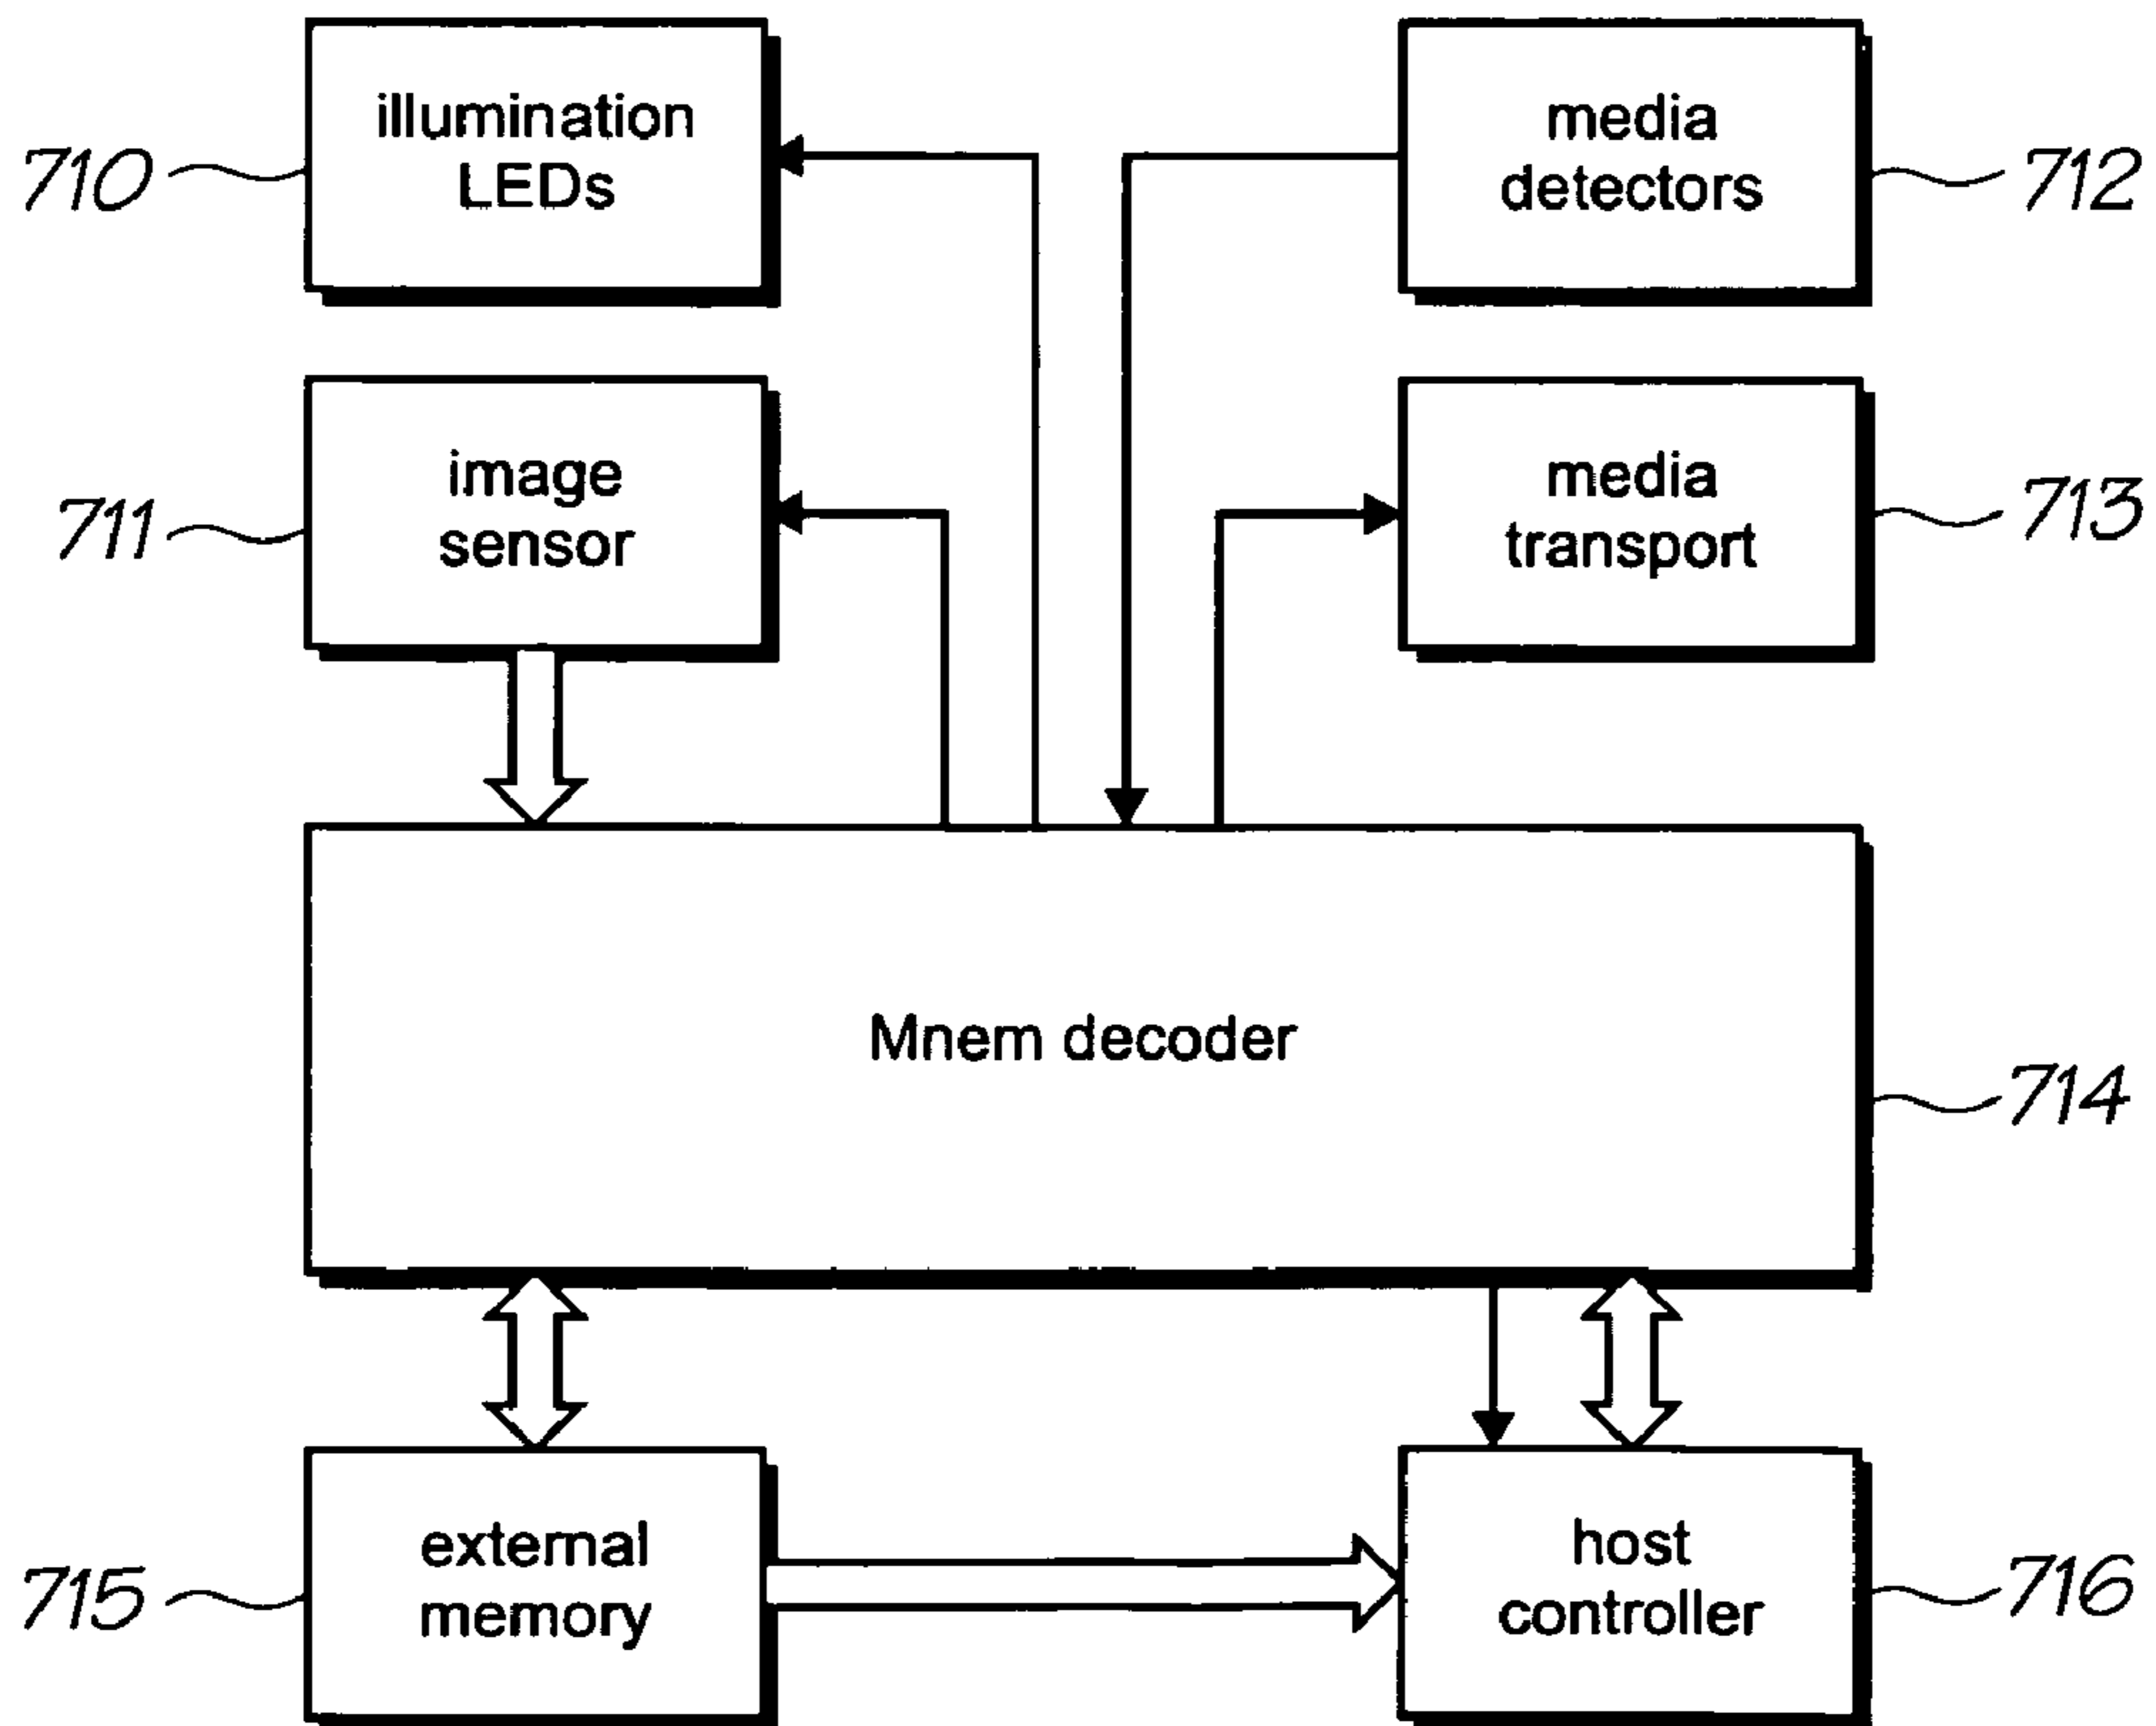 illumination
LEDs
710
media
detectors
712
image
sensor
711
media
transport
713
Mnem decoder
714
external
memory
715
host
controller
716